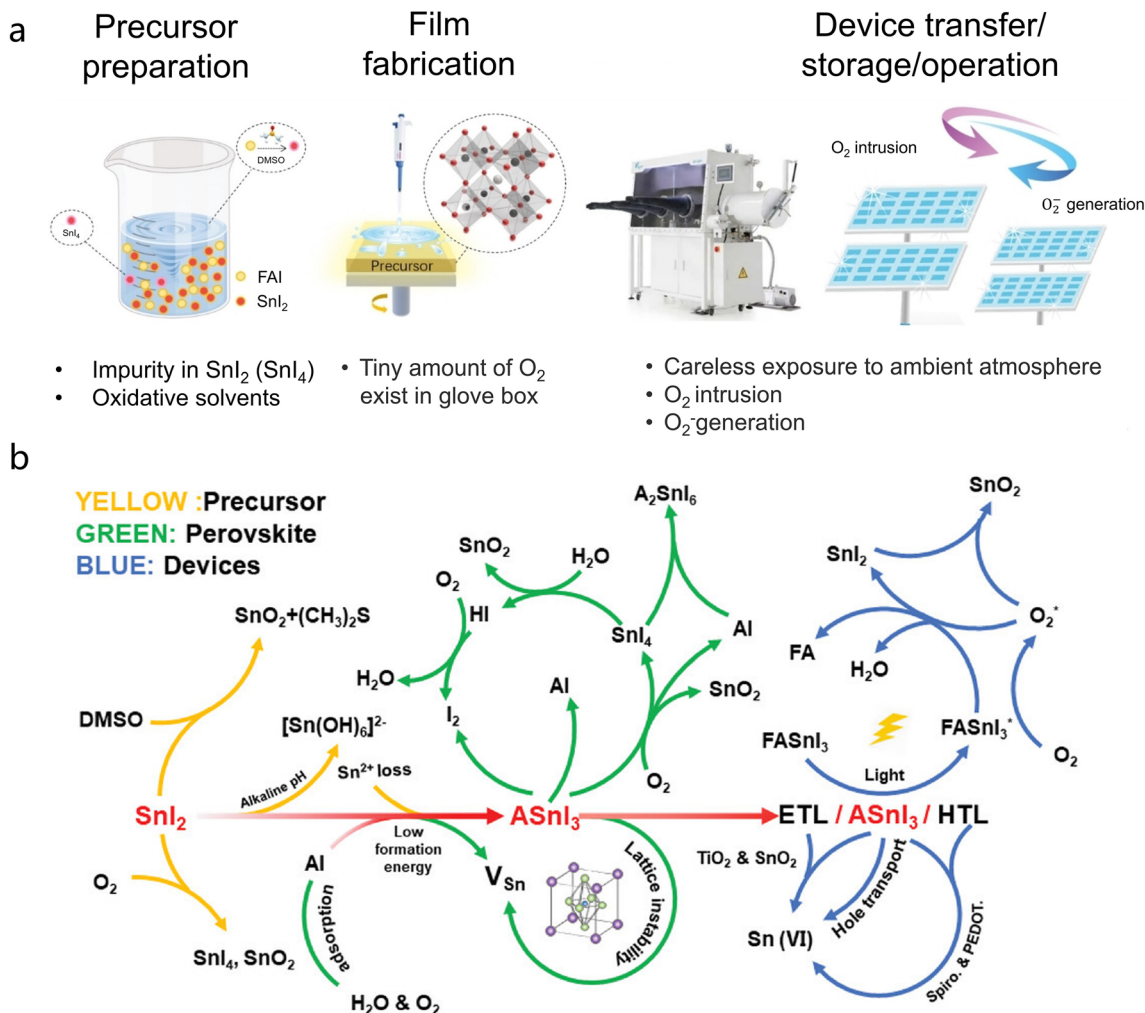 a
Precursor
preparation
Film
fabrication
Device transfer/
storage/operation
DMSO
SnI₄
FAI
SnI₂
Precursor
O₂ intrusion
O₂⁻ generation
• Impurity in SnI₂ (SnI₄)
• Oxidative solvents
• Tiny amount of O₂
exist in glove box
• Careless exposure to ambient atmosphere
• O₂ intrusion
• O₂⁻generation
b
YELLOW :Precursor
GREEN: Perovskite
BLUE: Devices
SnO₂+(CH₃)₂S
DMSO
[Sn(OH)₆]²⁻
Alkaline pH
Sn²⁺ loss
SnI₂
O₂
SnI₄, SnO₂
AI
adsorption
H₂O & O₂
Low
formation
energy
V_Sn
ASnI₃
Lattice instability
A₂SnI₆
SnO₂
H₂O
O₂
HI
SnI₄
AI
H₂O
I₂
AI
SnO₂
O₂
SnO₂
SnI₂
O₂*
FA
H₂O
FASnI₃
FASnI₃*
O₂
Light
ETL / ASnI₃ / HTL
TiO₂ & SnO₂
Hole transport
Sn (VI)
Spiro. & PEDOT.